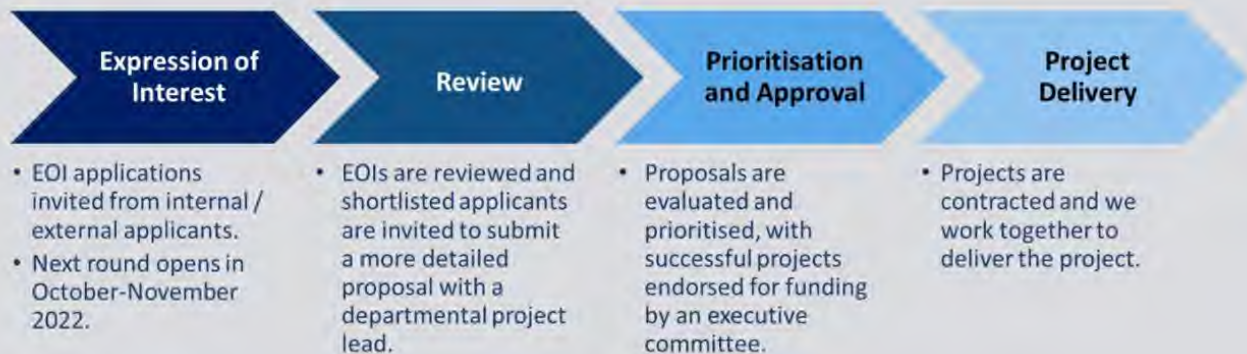 Expression of
Interest
• EOI applications
invited from internal /
external applicants.
• Next round opens in
October-November
2022.
Review
• EOIs are reviewed and
shortlisted applicants
are invited to submit
a more detailed
proposal with a
departmental project
lead.
Prioritisation
and Approval
• Proposals are
evaluated and
prioritised, with
successful projects
endorsed for funding
by an executive
committee.
Project
Delivery
• Projects are
contracted and we
work together to
deliver the project.